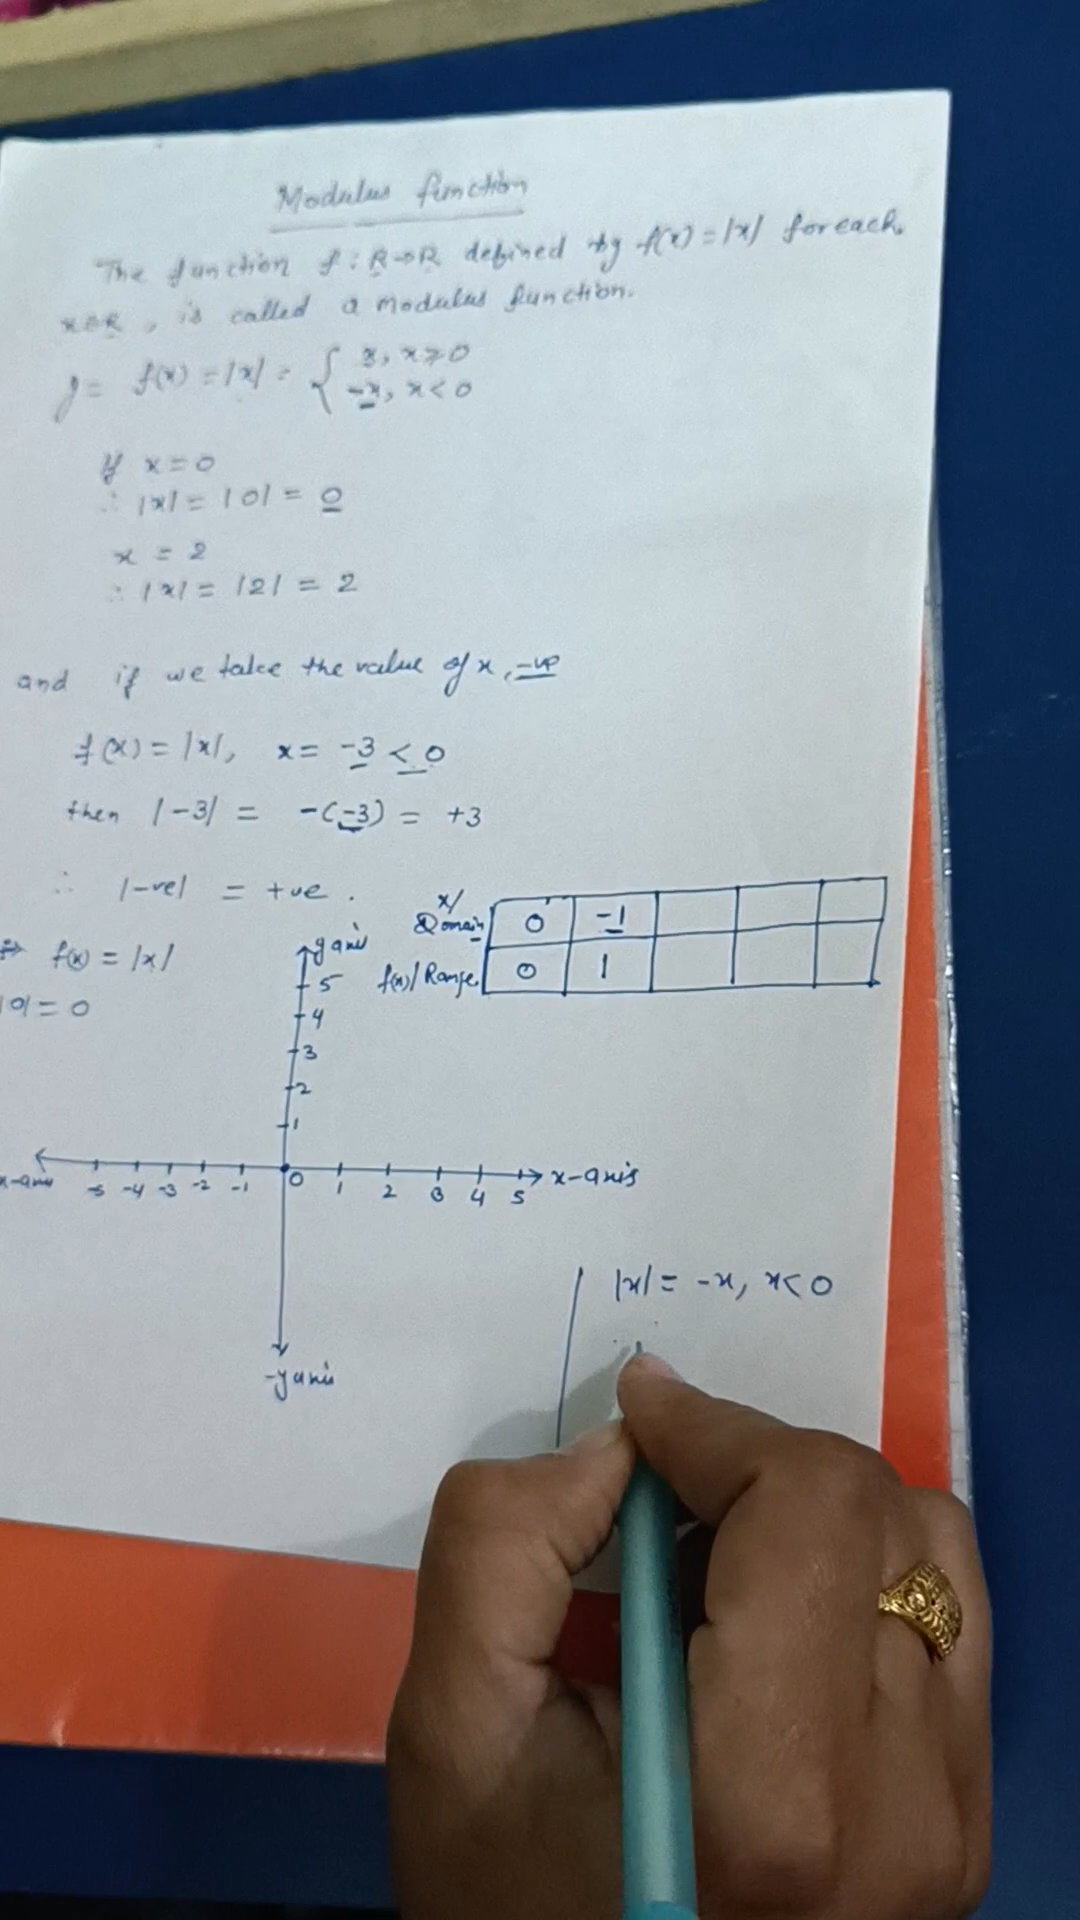 Modulus function
The function f : R→R defined by f(x) = |x| for each
x∈R, is called a modulus function.
y = f(x) = |x| = { x, x ≥ 0
-x, x < 0
If x = 0
∴ |x| = |0| = 0
x = 2
∴ |x| = |2| = 2
and if we take the value of x, -ve
f(x) = |x|, x = -3 < 0
then |-3| = -(-3) = +3
∴ |-ve| = +ve .
x/ Domain 0 -1
f(x)/ Range 0 1
⇒ f(x) = |x|
|0| = 0
y axis
5
4
3
2
1
-x-axis -5 -4 -3 -2 -1 0 1 2 3 4 5 x-axis
-y axis
|x| = -x, x < 0